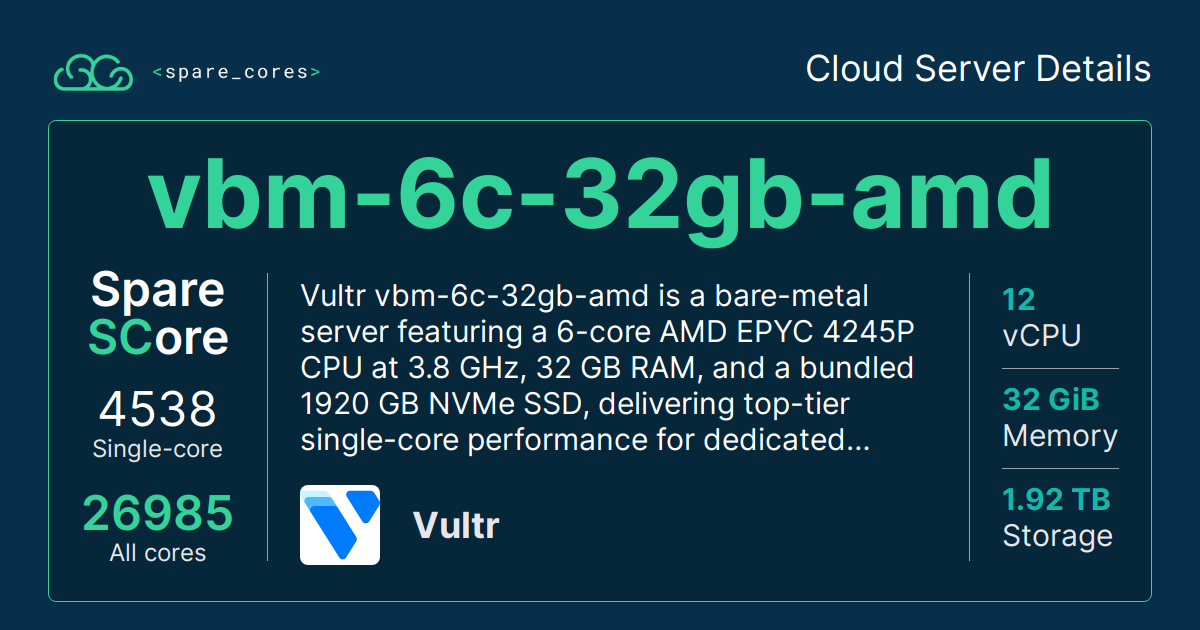 <spare_cores>
Cloud Server Details
vbm-6c-32gb-amd
Spare
SCore
4538
Single-core
26985
All cores
Vultr vbm-6c-32gb-amd is a bare-metal
server featuring a 6-core AMD EPYC 4245P
CPU at 3.8 GHz, 32 GB RAM, and a bundled
1920 GB NVMe SSD, delivering top-tier
single-core performance for dedicated...
Vultr
12
vCPU
32 GiB
Memory
1.92 TB
Storage